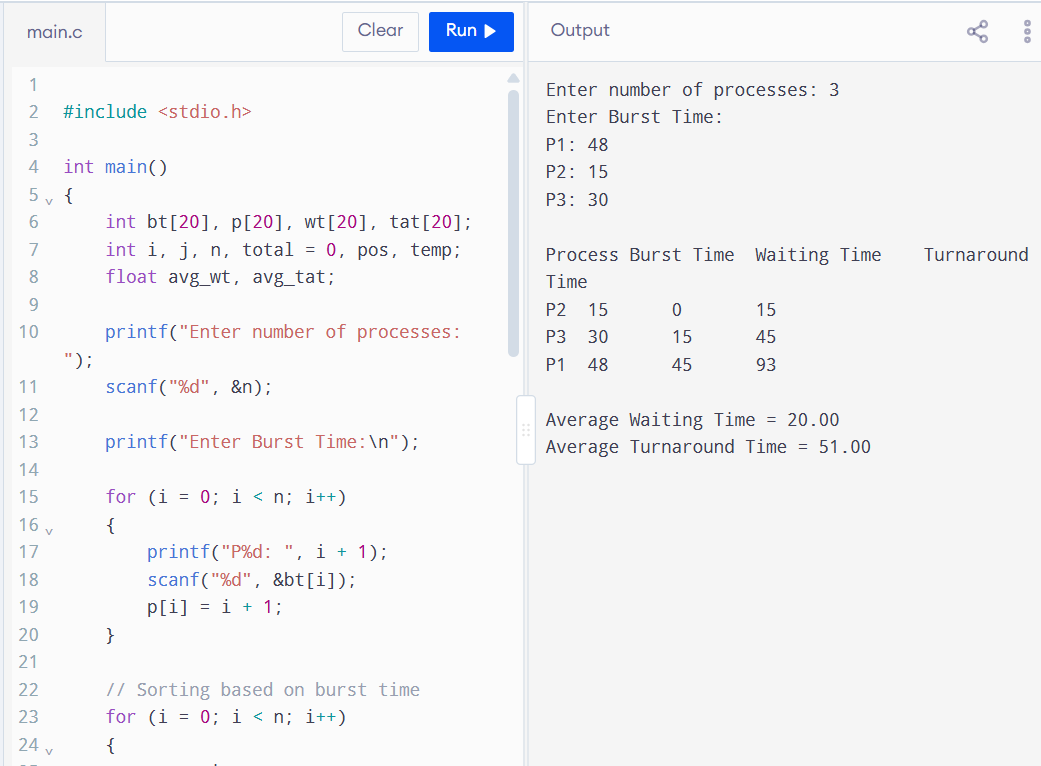 main.c
Clear
Run
1
2 #include <stdio.h>
3
4 int main()
5 {
6     int bt[20], p[20], wt[20], tat[20];
7     int i, j, n, total = 0, pos, temp;
8     float avg_wt, avg_tat;
9
10     printf("Enter number of processes:
");
11     scanf("%d", &n);
12
13     printf("Enter Burst Time:\n");
14
15     for (i = 0; i < n; i++)
16     {
17         printf("P%d: ", i + 1);
18         scanf("%d", &bt[i]);
19         p[i] = i + 1;
20     }
21
22     // Sorting based on burst time
23     for (i = 0; i < n; i++)
24     {
Output
Enter number of processes: 3
Enter Burst Time:
P1: 48
P2: 15
P3: 30
Process Burst Time  Waiting Time    Turnaround
Time
P2  15      0       15
P3  30      15      45
P1  48      45      93
Average Waiting Time = 20.00
Average Turnaround Time = 51.00